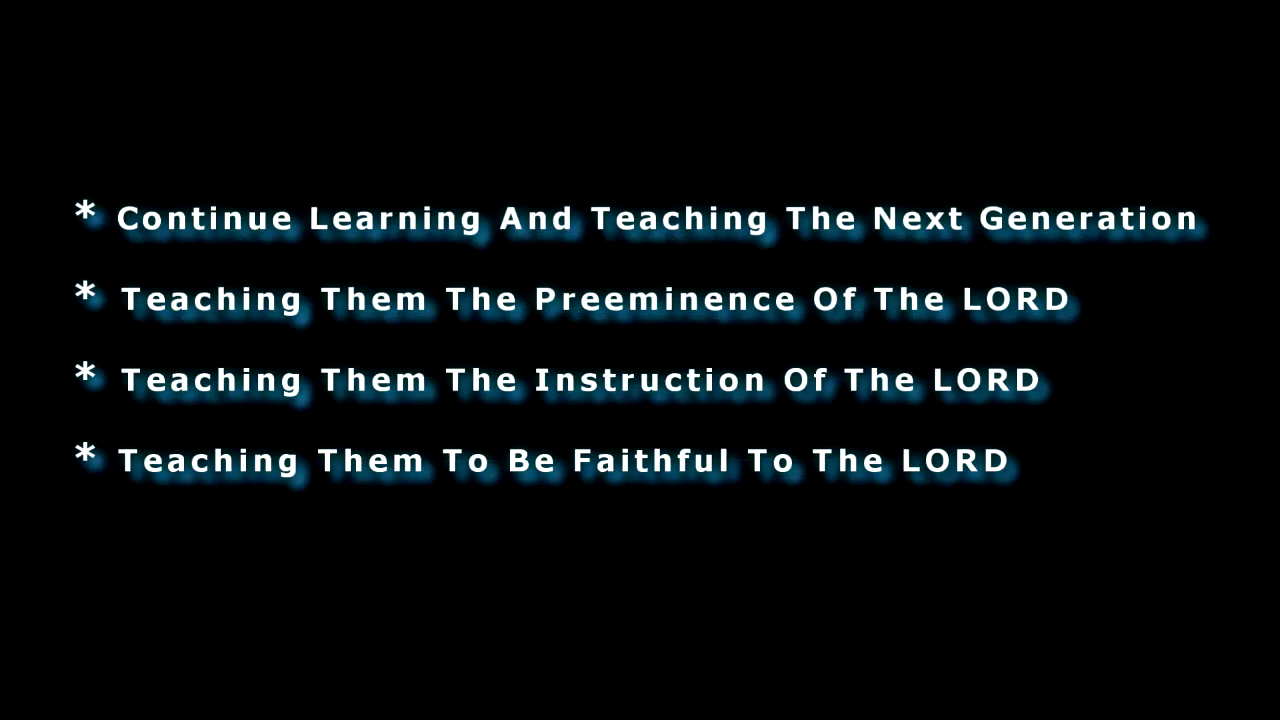 * Continue Learning And Teaching The Next Generation
* Teaching Them The Preeminence Of The LORD
* Teaching Them The Instruction Of The LORD
* Teaching Them To Be Faithful To The LORD